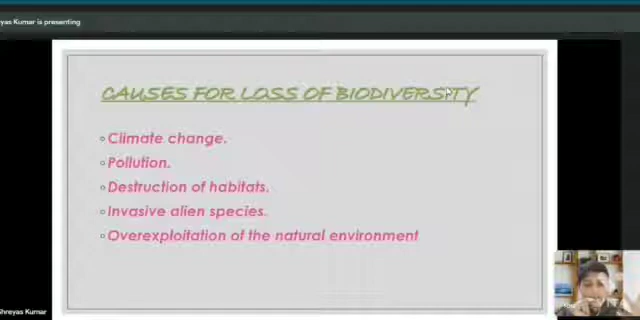 yas Kumar is presenting
CAUSES FOR LOSS OF BIODIVERSITY
Climate change.
Pollution.
Destruction of habitats.
Invasive alien species.
Overexploitation of the natural environment
Shreyas Kumar